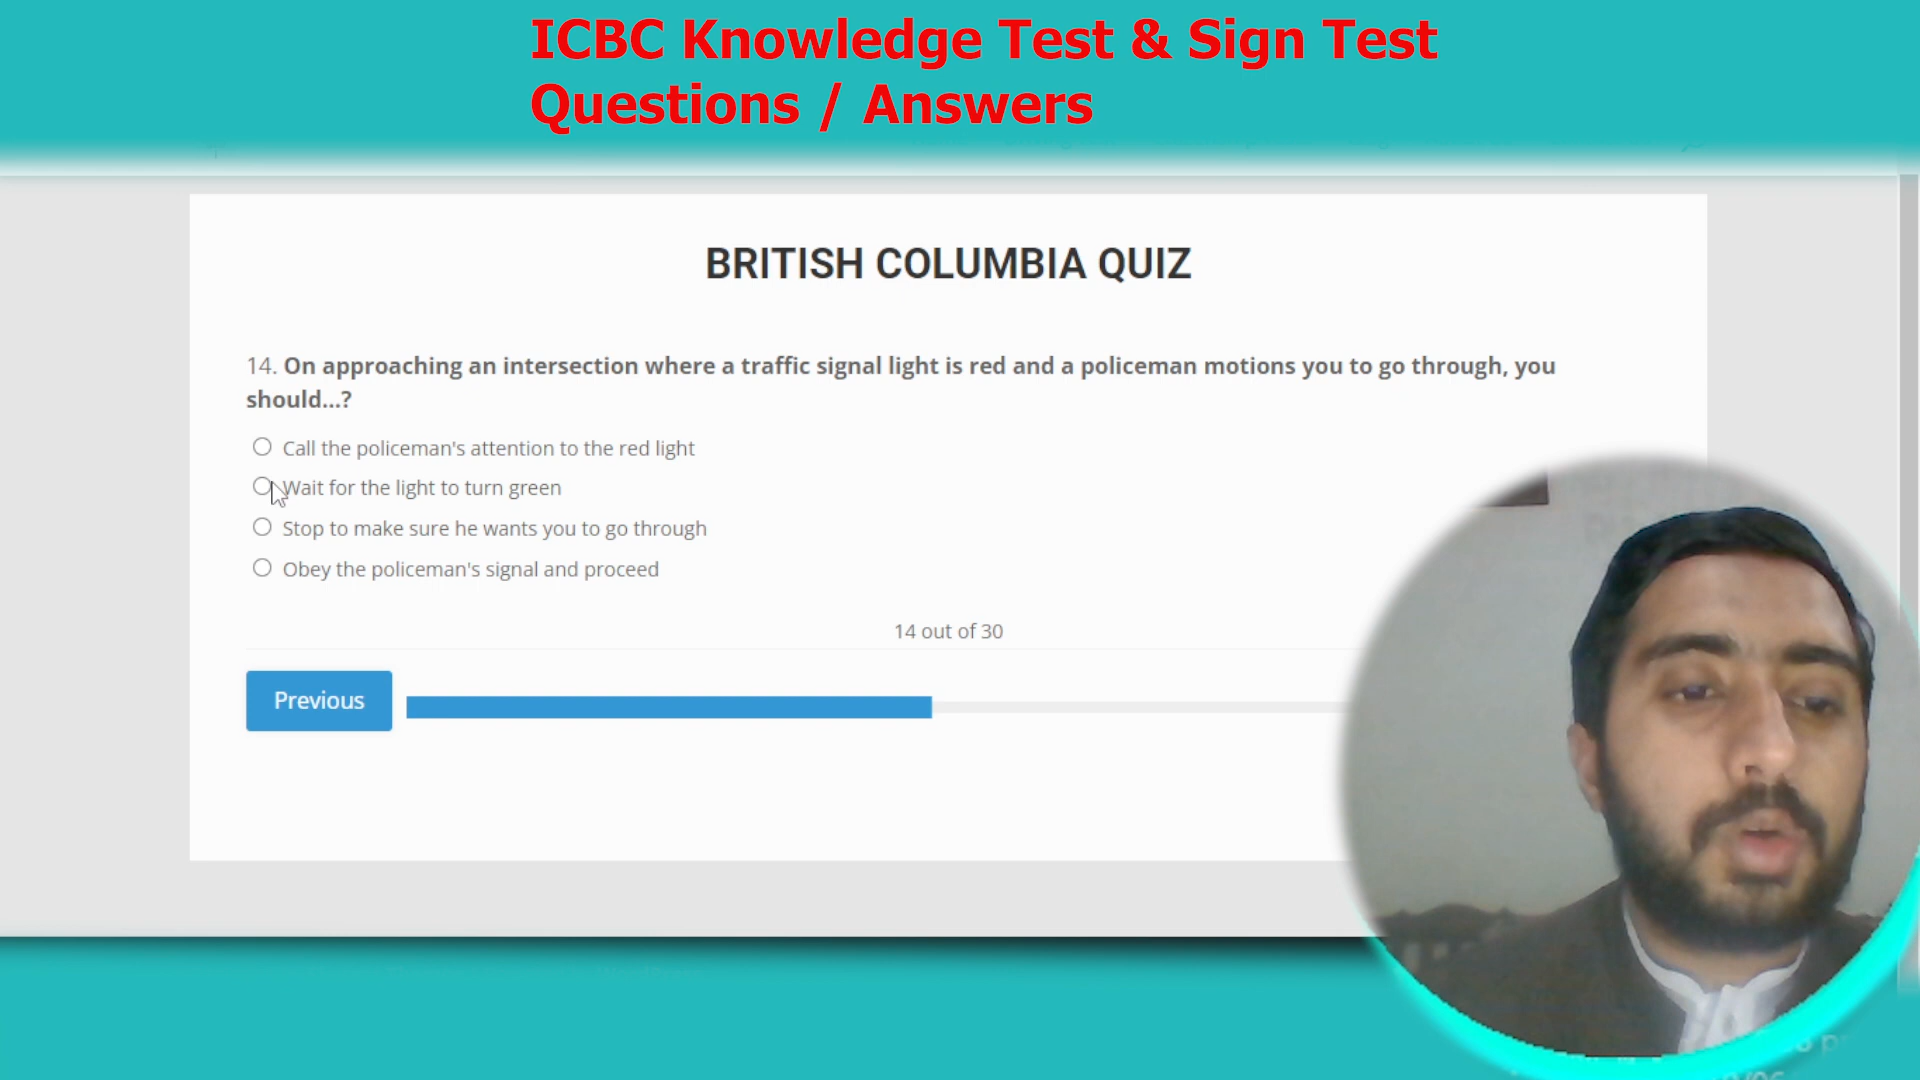 ICBC Knowledge Test & Sign Test
Questions / Answers
BRITISH COLUMBIA QUIZ
14. On approaching an intersection where a traffic signal light is red and a policeman motions you to go through, you
should...?
Call the policeman's attention to the red light
Wait for the light to turn green
Stop to make sure he wants you to go through
Obey the policeman's signal and proceed
14 out of 30
Previous